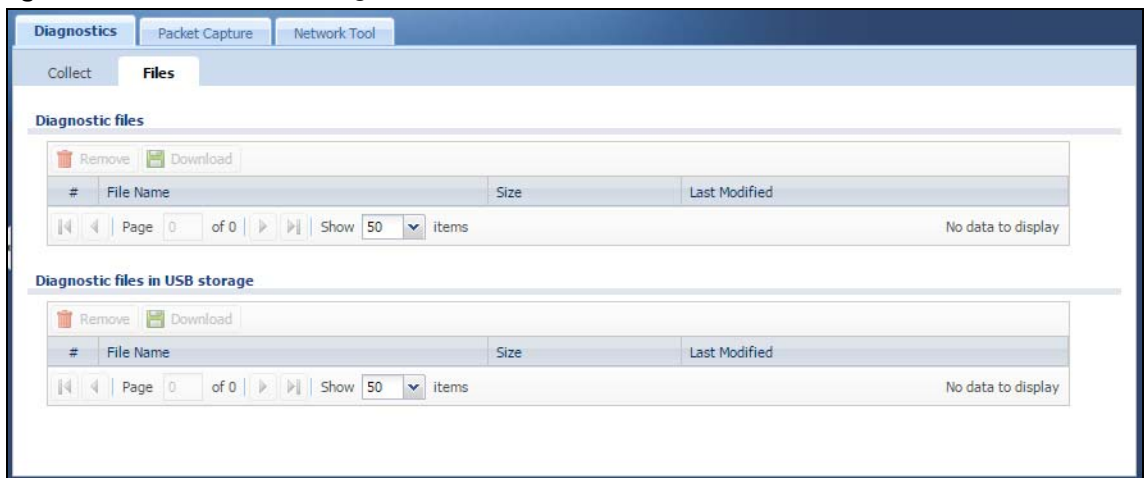 Diagnostics Packet Capture Network Tool
Collect Files
Diagnostic files
Remove Download
# File Name Size Last Modified
Page 0 of 0 Show 50 items No data to display
Diagnostic files in USB storage
Remove Download
# File Name Size Last Modified
Page 0 of 0 Show 50 items No data to display